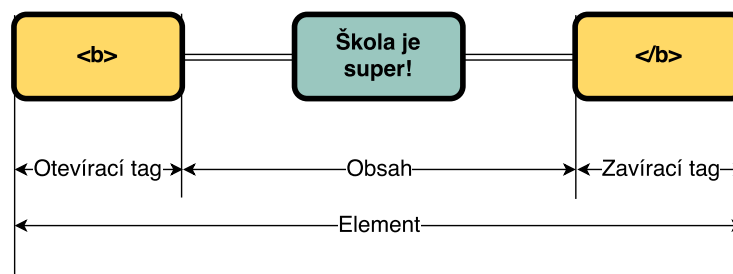 <b>
Škola je
super!
</b>
Otevírací tag
Obsah
Zavírací tag
Element